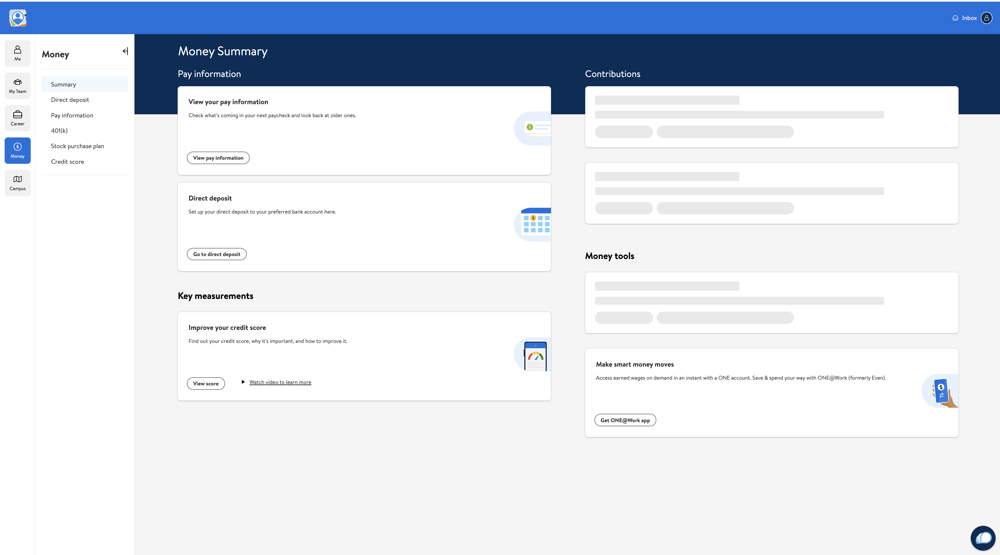 Inbox
Me
My Team
Career
Money
Campus
Money
Summary
Direct deposit
Pay information
401(k)
Stock purchase plan
Credit score
Money Summary
Pay information
View your pay information
Check what's coming in your next paycheck and look back at older ones.
$
View pay information
Direct deposit
Set up your direct deposit to your preferred bank account here.
$
Go to direct deposit
Key measurements
Improve your credit score
Find out your credit score, why it's important, and how to improve it.
View score
Watch video to learn more
Contributions
Money tools
Make smart money moves
Access earned wages on demand in an instant with a ONE account. Save & spend your way with ONE@Work (formerly Even).
$
Get ONE@Work app